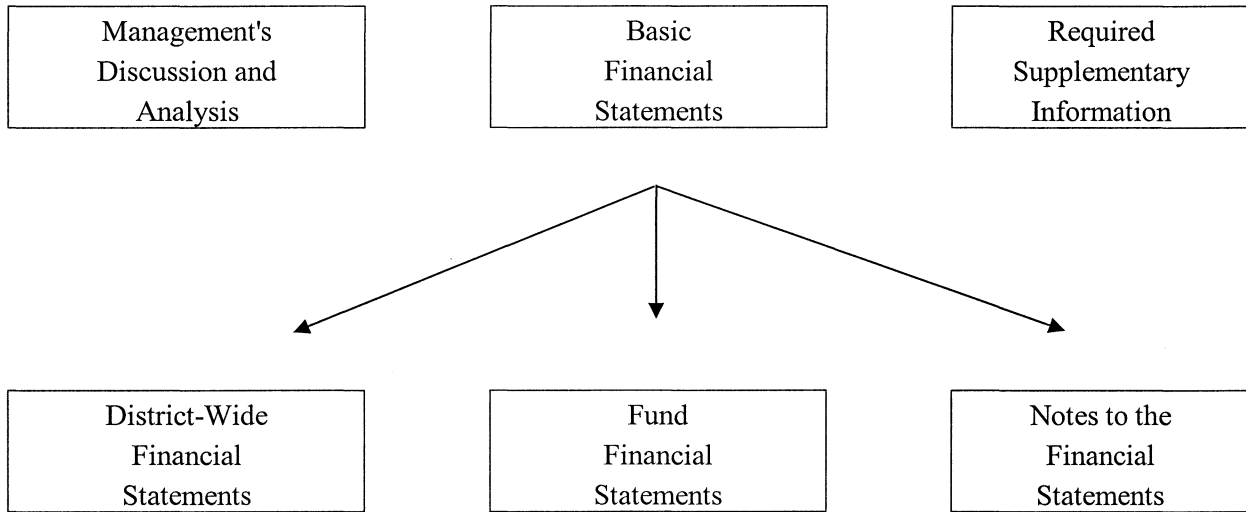 Management's
Discussion and
Analysis
Basic
Financial
Statements
Required
Supplementary
Information
District-Wide
Financial
Statements
Fund
Financial
Statements
Notes to the
Financial
Statements